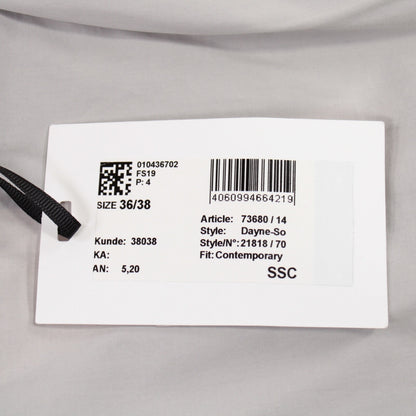 010436702
FS19
P: 4
SIZE 36/38
4060994664219
Article: 73680 / 14
Style: Dayne-So
Style/N°: 21818 / 70
Fit: Contemporary
Kunde: 38038
KA:
AN: 5,20
SSC